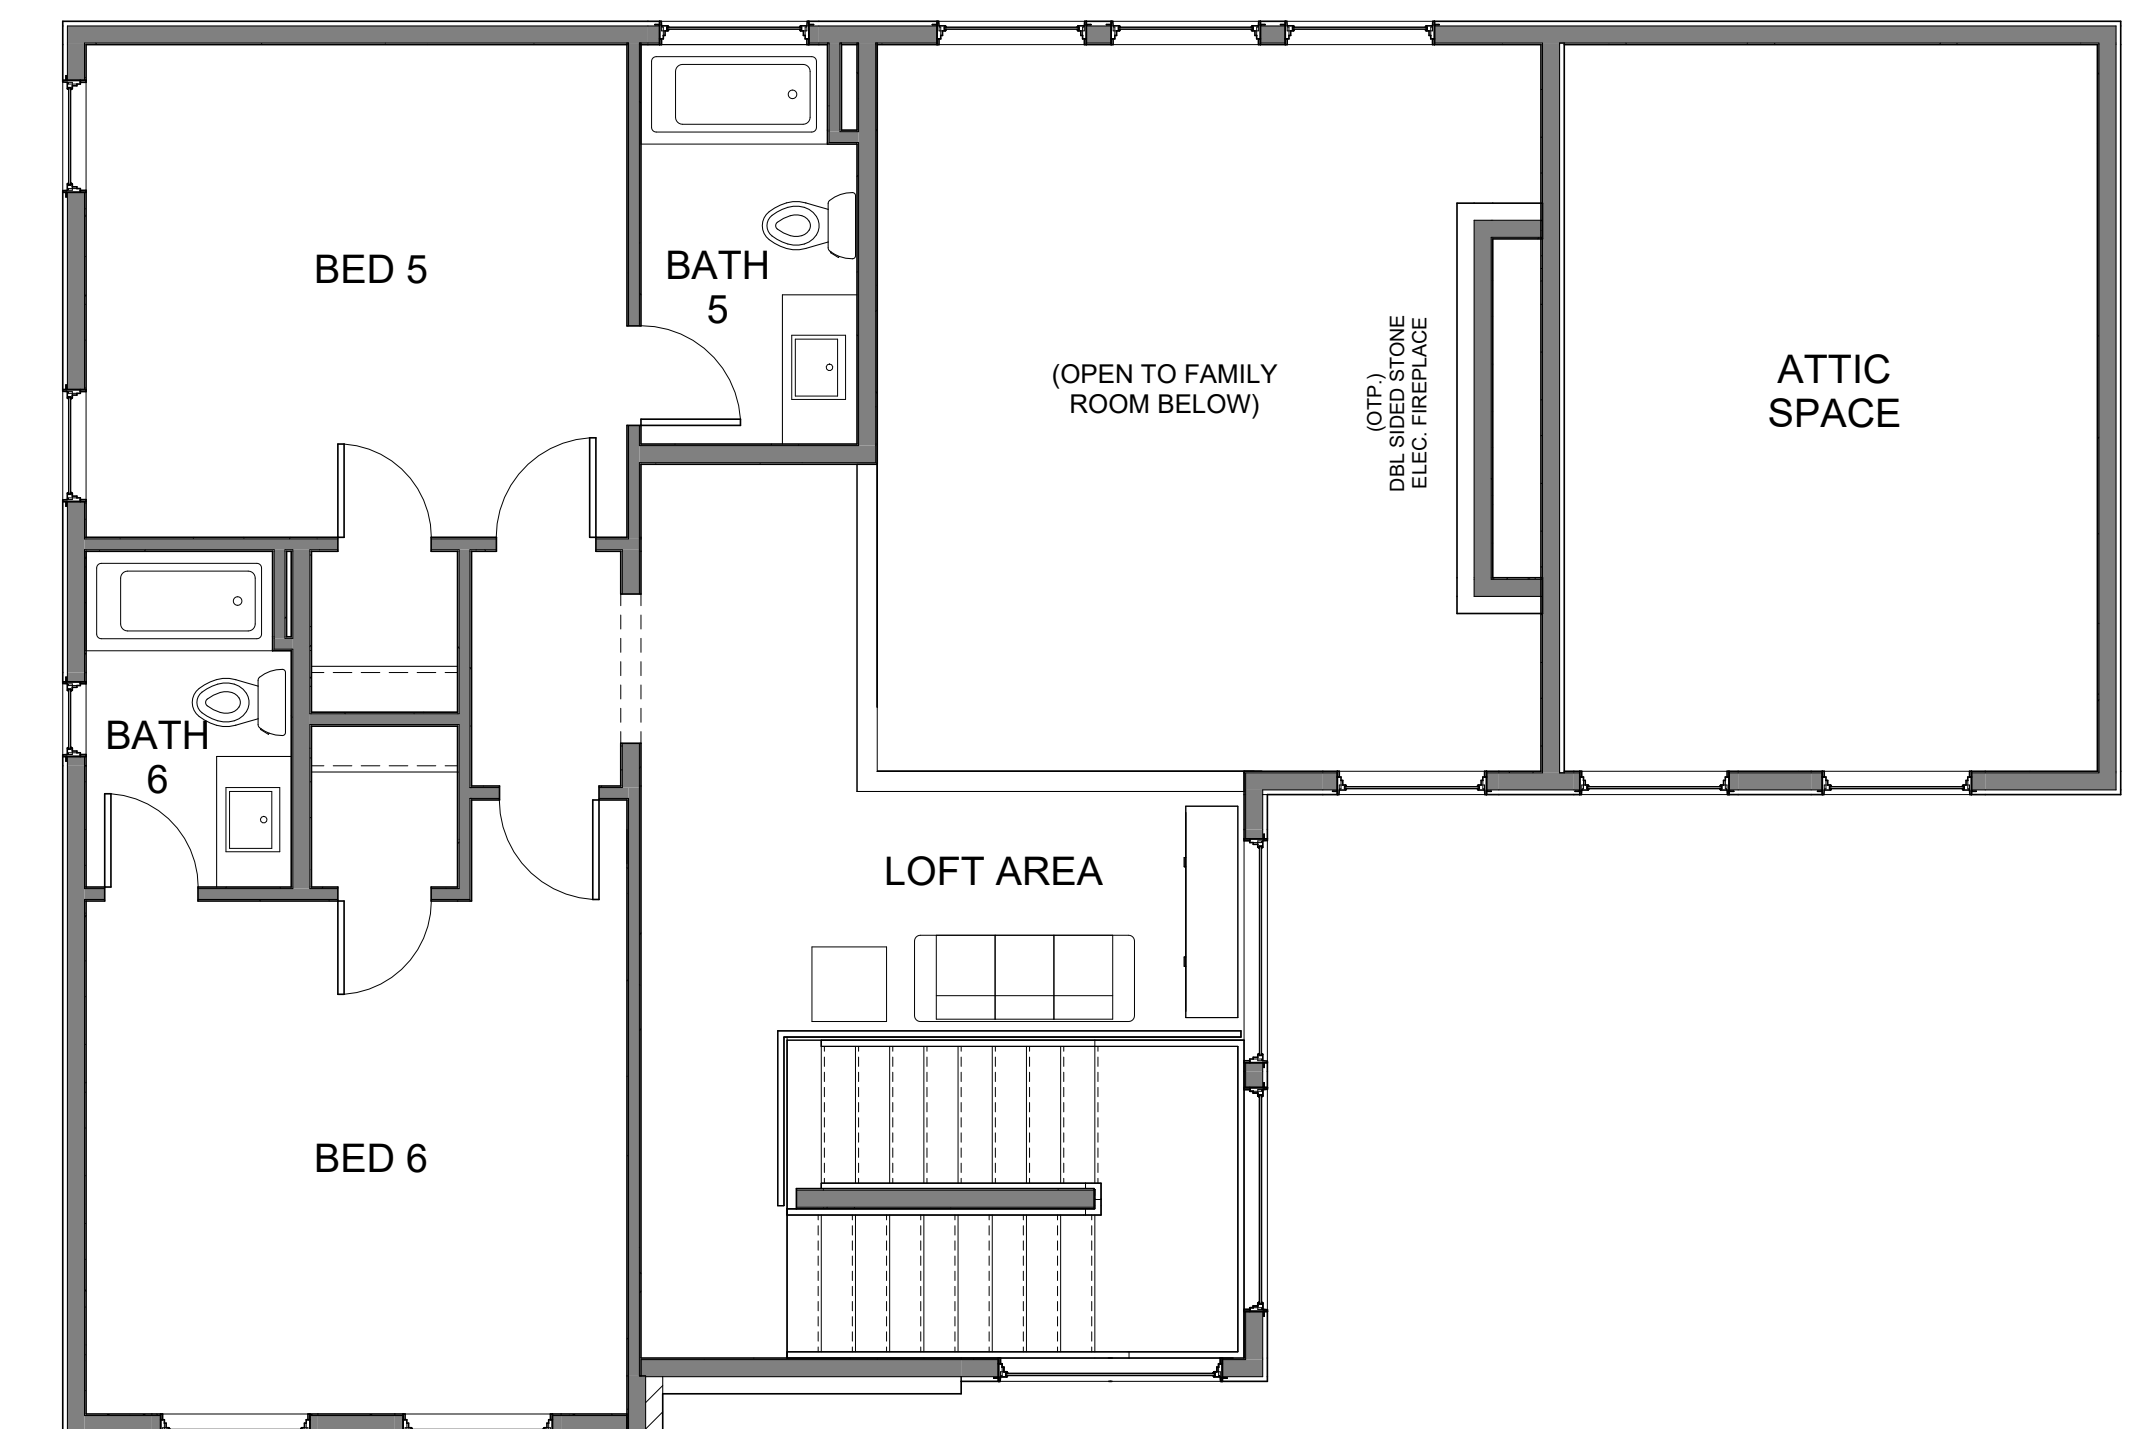 BED 5
BATH
5
(OPEN TO FAMILY
ROOM BELOW)
(OTP.)
DBL SIDED STONE
ELEC. FIREPLACE
ATTIC
SPACE
BATH
6
LOFT AREA
BED 6